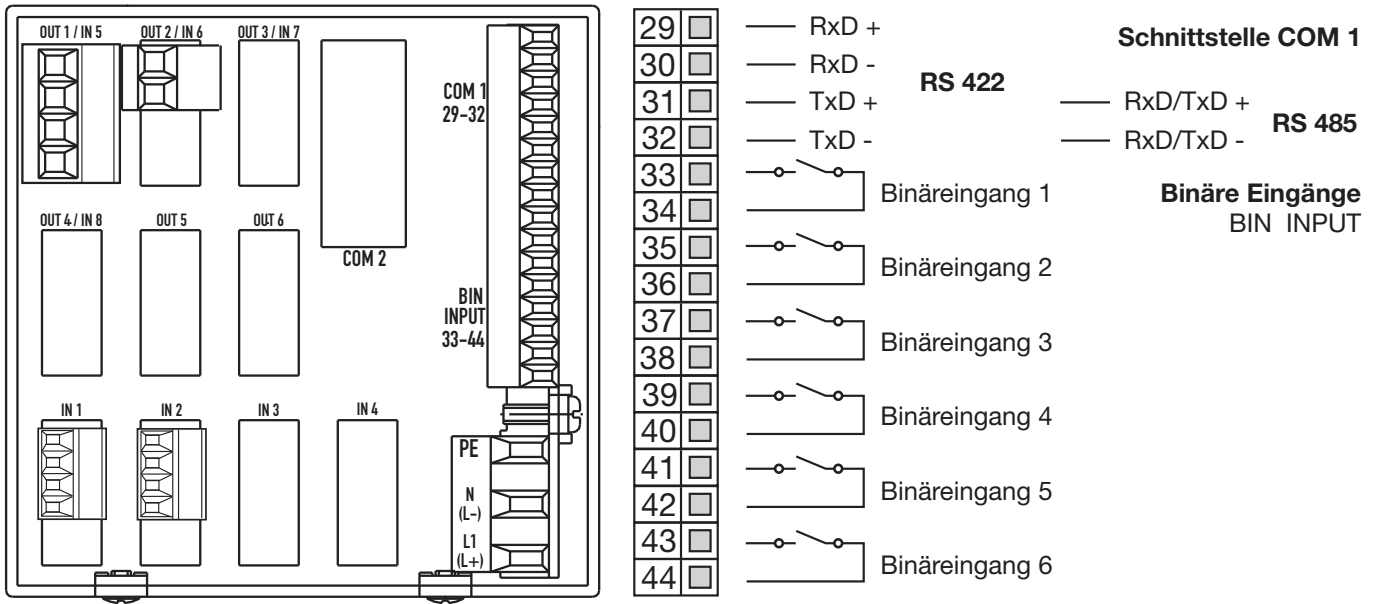 OUT 1 / IN 5
OUT 2 / IN 6
OUT 3 / IN 7
COM 1
29-32
COM 2
OUT 4 / IN 8
OUT 5
OUT 6
BIN
INPUT
33-44
IN 1
IN 2
IN 3
IN 4
PE
N
(L-)
L1
(L+)
29 RxD +
30 RxD -
31 TxD +
32 TxD -
RS 422
Schnittstelle COM 1
RxD/TxD +
RxD/TxD -
RS 485
33
34
Binäreingang 1
Binäre Eingänge
BIN INPUT
35
36
Binäreingang 2
37
38
Binäreingang 3
39
40
Binäreingang 4
41
42
Binäreingang 5
43
44
Binäreingang 6